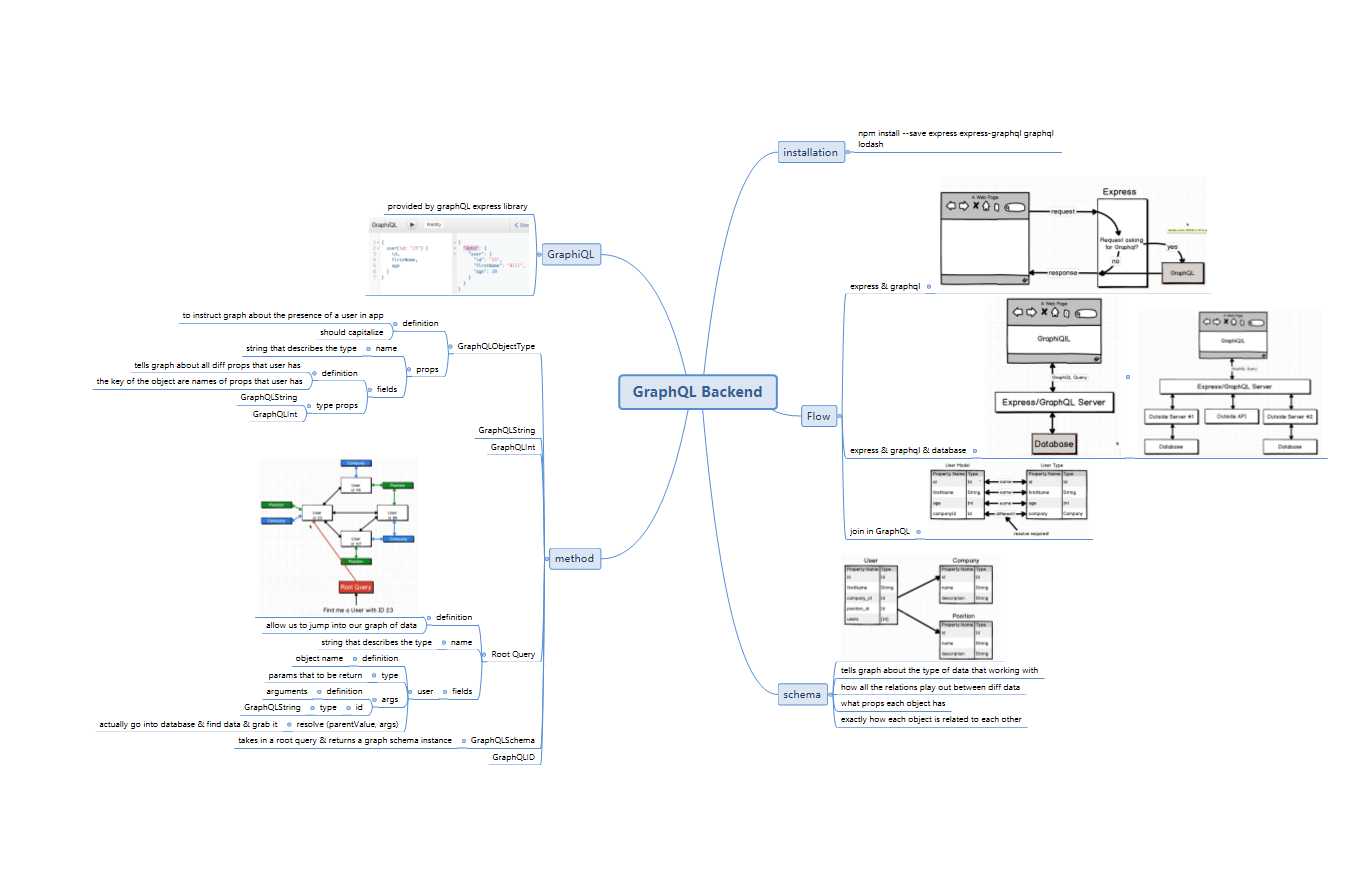 GraphQL Backend
installation
npm install --save express express-graphql graphql
lodash
Flow
express & graphql
A Web Page
Express
request
Request asking
for Graphql?
yes
no
response
GraphQL
express & graphql & database
A Web Page
GraphiQL
GraphQL Query
Express/GraphQL Server
Database
A Web Page
GraphiQL
GraphQL Query
Express/GraphQL Server
Outside Server #1
Outside API
Outside Server #2
Database
Database
join in GraphQL
User Model
User Type
Property Name Type
Property Name Type
id Id same id Id
firstName String same firstName String
age Int same age Int
companyId Id different! company Company
resolve required!
schema
User
Property Name Type
id Id
firstName String
company_id Id
position_id Id
users [Id]
Company
Property Name Type
id Id
name String
description String
Position
Property Name Type
id Id
name String
description String
tells graph about the type of data that working with
how all the relations play out between diff data
what props each object has
exactly how each object is related to each other
GraphiQL
provided by graphQL express library
GraphiQL
Prettify
{
user(id: "23") {
id,
firstName,
age
}
}
{
"data": {
"user": {
"id": "23",
"age": 20
}
}
}
method
GraphQLObjectType
definition
to instruct graph about the presence of a user in app
should capitalize
props
name
string that describes the type
fields
definition
tells graph about all diff props that user has
the key of the object are names of props that user has
type props
GraphQLString
GraphQLInt
GraphQLString
GraphQLInt
Root Query
Company
User
Position
Position
User
User
Company
User
Company
Position
Root Query
Find me a User with ID 23
definition
allow us to jump into our graph of data
name
string that describes the type
fields
user
definition
object name
type
params that to be return
args
definition
arguments
id
type
GraphQLString
resolve (parentValue, args)
actually go into database & find data & grab it
GraphQLSchema
takes in a root query & returns a graph schema instance
GraphQLID